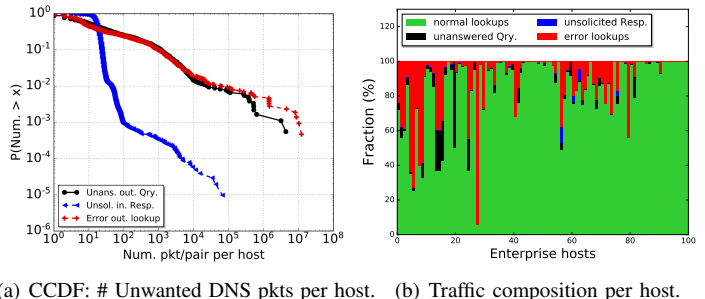 10^0
10^-1
10^-2
10^-3
10^-4
10^-5
10^-6
P(Num. > x)
Unans. out. Qry.
Unsol. in. Resp.
Error out. lookup
10^0 10^1 10^2 10^3 10^4 10^5 10^6 10^7 10^8
Num. pkt/pair per host
normal lookups
unanswered Qry.
unsolicited Resp.
error lookups
120
100
80
60
40
20
0
Fraction (%)
0 20 40 60 80 100
Enterprise hosts
(a) CCDF: # Unwanted DNS pkts per host.
(b) Traffic composition per host.